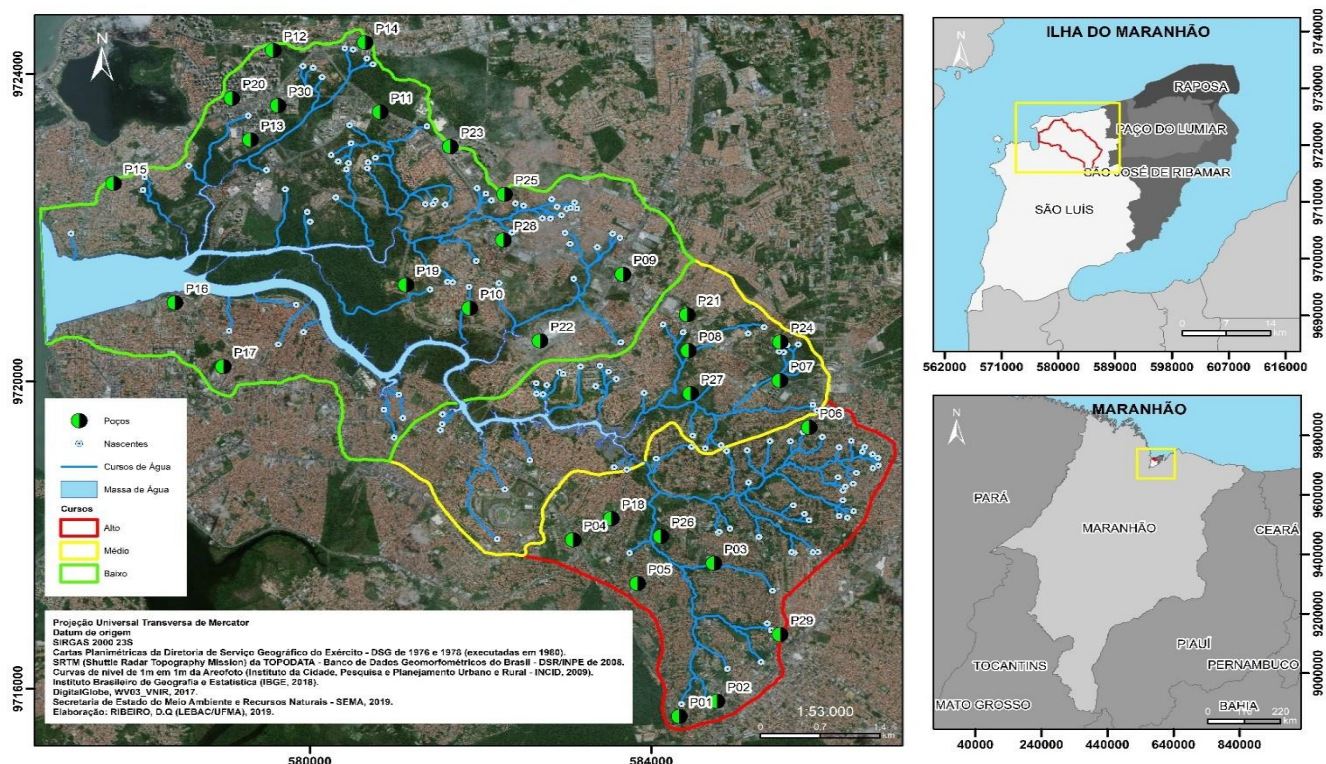 N
P14
P12
P20
P30
P11
P13
P23
P15
P25
P28
P09
P19
P16
P10
P21
P22
P24
P08
P17
P07
P27
P06
P18
P04
P26
P03
P05
P29
P02
P01
9724000
9720000
9716000
580000
584000
Poços
Nascentes
Cursos de Água
Massa de Água
Cursos
Alto
Médio
Baixo
Projeção Universal Transversa de Mercator
Datum de origem
SIRGAS 2000 23S
Cartas Planimétricas da Diretoria de Serviço Geográfico do Exército - DSG de 1976 e 1978 (executadas em 1980).
SRTM (Shuttle Radar Topography Mission) da TOPODATA - Banco de Dados Geomorfométricos do Brasil - DSR/INPE de 2008.
Curvas de nível de 1m em 1m da Areofoto (Instituto da Cidade, Pesquisa e Planejamento Urbano e Rural - INCID, 2009).
Instituto Brasileiro de Geografia e Estatística (IBGE, 2018).
DigitalGlobe, WV03_VNIR, 2017.
Secretaria de Estado do Meio Ambiente e Recursos Naturais - SEMA, 2019.
Elaboração: RIBEIRO, D.Q (LEBAC/UFMA), 2019.
1:53.000
0 0.7 1.4
km
ILHA DO MARANHÃO
N
RAPOSA
PAÇO DO LUMIAR
SÃO JOSÉ DE RIBAMAR
SÃO LUÍS
0 7 14
km
9740000
9730000
9720000
9710000
9700000
9690000
562000 571000 580000 589000 598000 607000 616000
MARANHÃO
N
PARÁ
MARANHÃO
CEARÁ
PIAUÍ
TOCANTINS
PERNAMBUCO
MATO GROSSO
BAHIA
0 110 220
km
9800000
9600000
9400000
9200000
9000000
40000 240000 440000 640000 840000